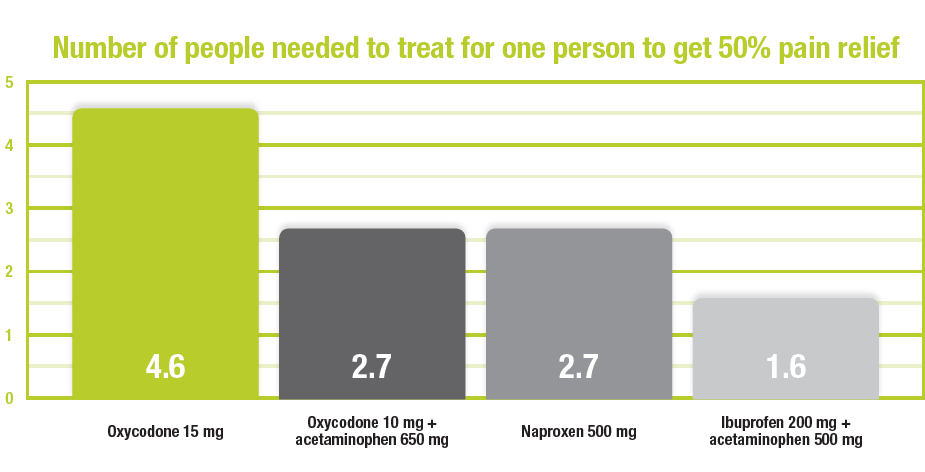 Number of people needed to treat for one person to get 50% pain relief
5
4
3
2
1
0
4.6
2.7
2.7
1.6
Oxycodone 15 mg
Oxycodone 10 mg +
acetaminophen 650 mg
Naproxen 500 mg
Ibuprofen 200 mg +
acetaminophen 500 mg